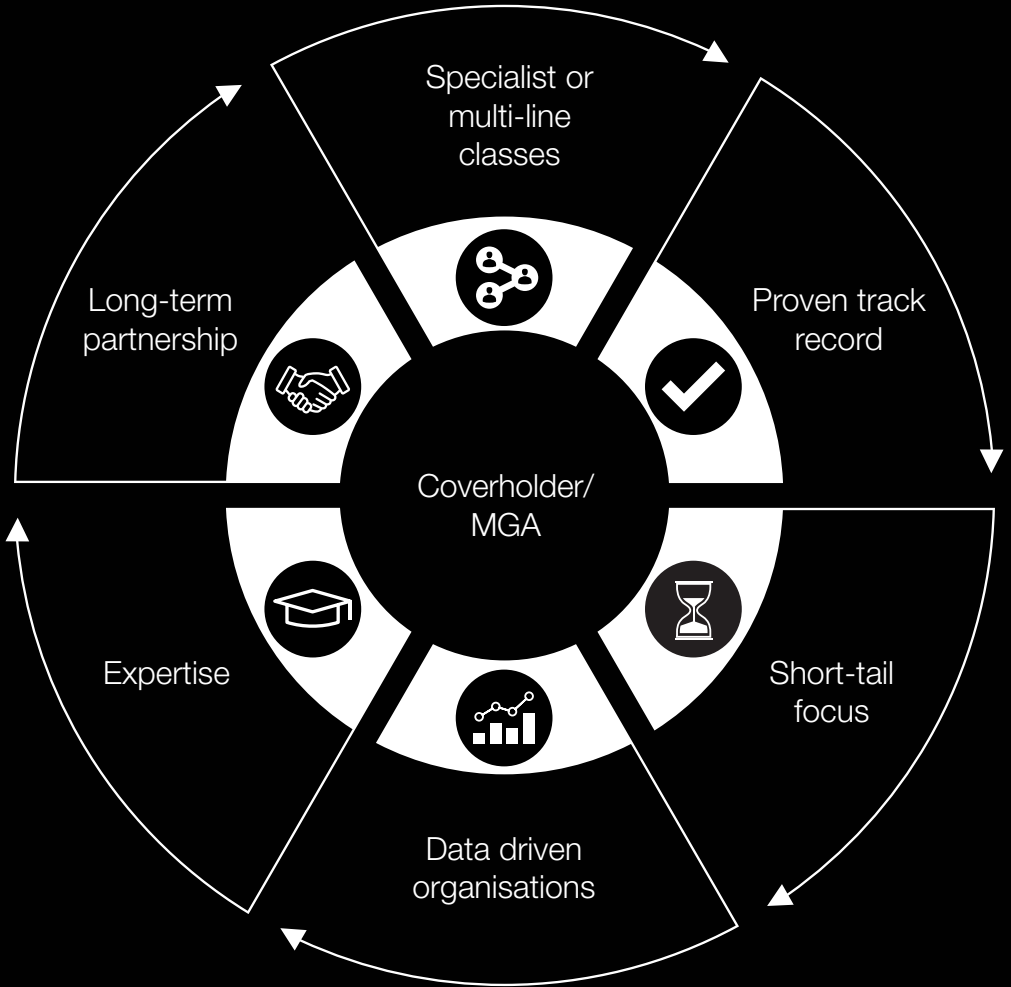 Specialist or
multi-line
classes
Proven track
record
Short-tail
focus
Data driven
organisations
Expertise
Long-term
partnership
Coverholder/
MGA